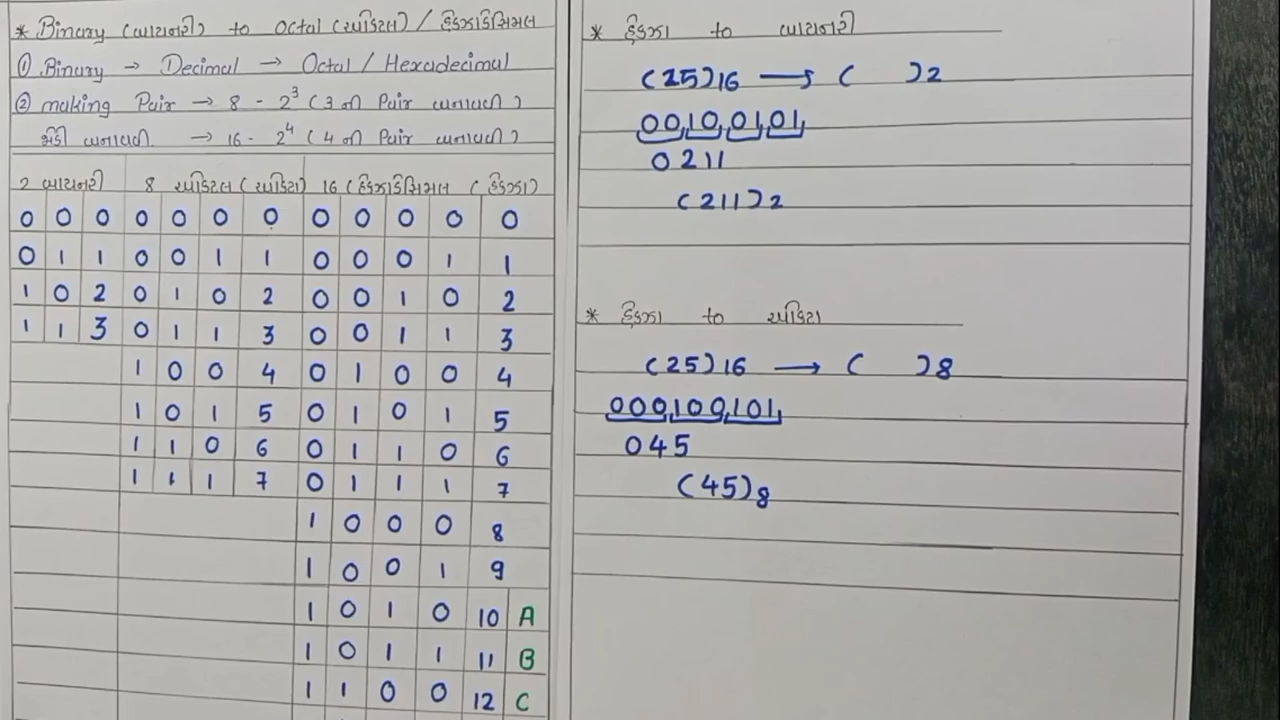 * Binary (બાયનરી) to Octal (ઓકટલ) / હેકઝાડેસિમલ
① Binary → Decimal → Octal / Hexadecimal
② making Pair → 8 - 2³ (3 ની Pair બનાવવી)
બનાવવી. → 16 - 2⁴ (4 ની Pair બનાવવી)
2 બાયનરી 8 16
0 0 0 0 0 0 0 0 0 0 0 0
0 1 1 0 0 1 1 0 0 0 1 1
1 0 2 0 1 0 2 0 0 1 0 2
1 1 3 0 1 1 3 0 0 1 1 3
1 0 0 4 0 1 0 0 4
1 0 1 5 0 1 0 1 5
1 1 0 6 0 1 1 0 6
1 1 1 7 0 1 1 1 7
1 0 0 0 8
1 0 0 1 9
1 0 1 0 10 A
1 0 1 1 11 B
1 1 0 0 12 C
* હેકઝા to બાયનરી
(25)16 → ( )2
00,10,01,01,
0211
(211)2
* હેકઝા to
(25)16 → ( )8
000,100,101,
045
(45)8